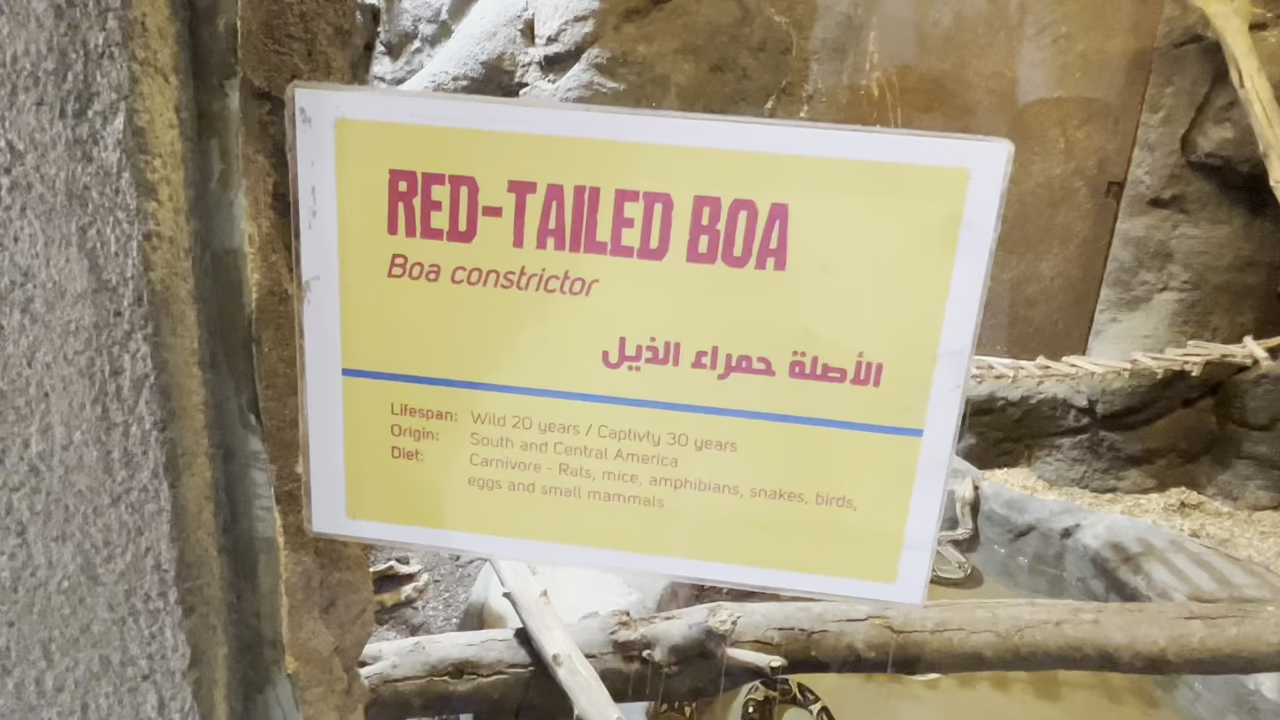 RED-TAILED BOA
Boa constrictor
الأصلة حمراء الذيل
Lifespan: Wild 20 years / Captivly 30 years
Origin: South and Central America
Diet: Carnivore - Rats, mice, amphibians, snakes, birds,
eggs and small mammals